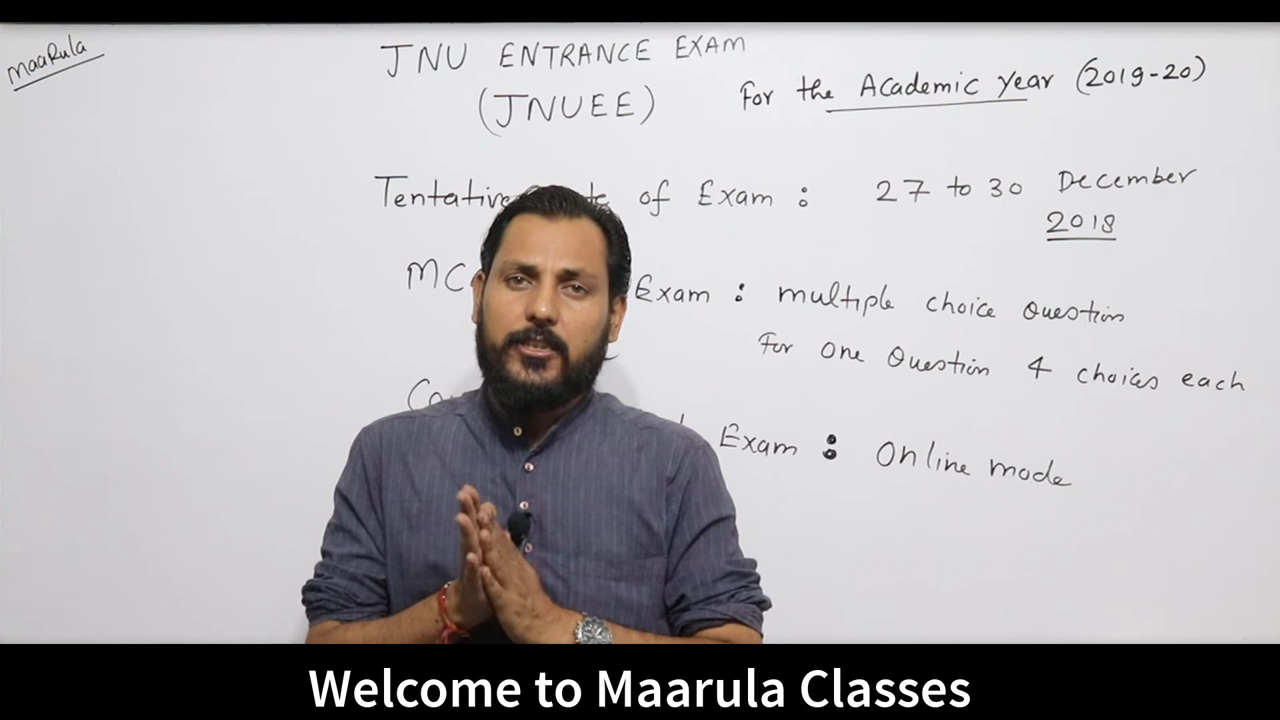 MaaRula
JNU ENTRANCE EXAM
(JNUEE) For the Academic year (2019-20)
Tentative of Exam : 27 to 30 December
2018
MC Exam : multiple choice Question
For one Question 4 choices each
Exam : Online mode
Welcome to Maarula Classes